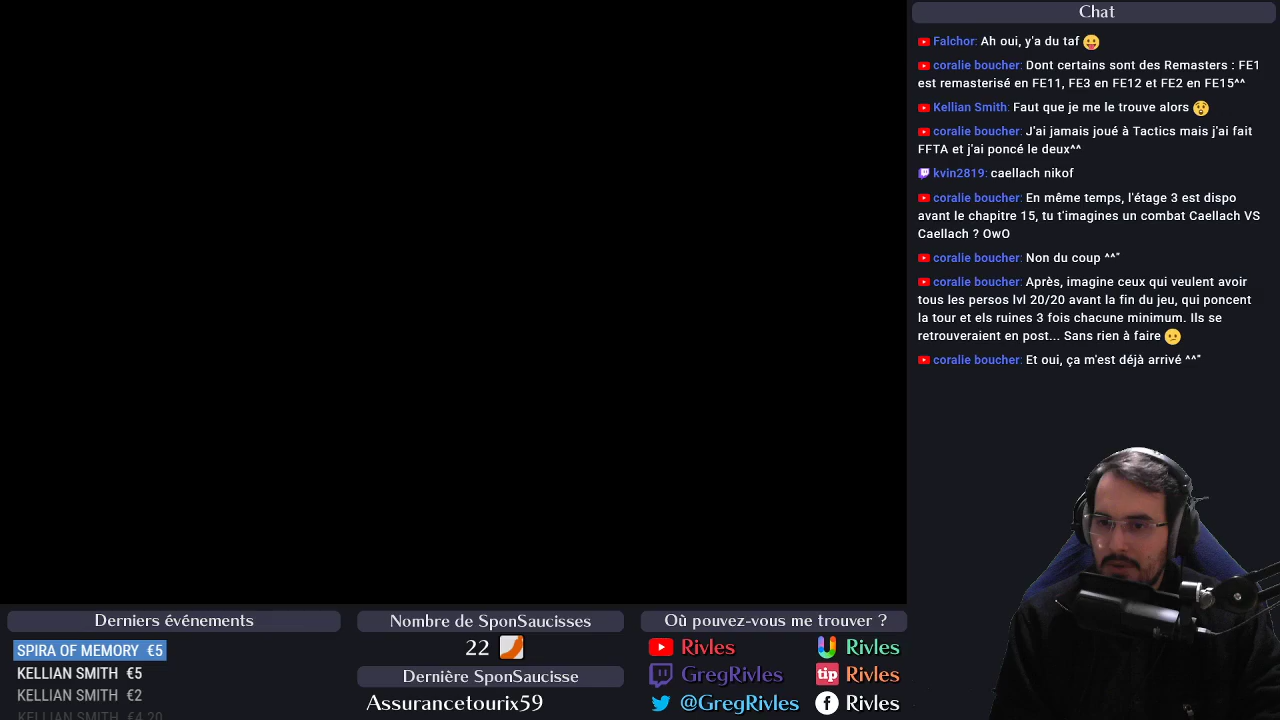 Chat
Falchor: Ah oui, y'a du taf
coralie boucher: Dont certains sont des Remasters : FE1
est remasterisé en FE11, FE3 en FE12 et FE2 en FE15^^
Kellian Smith: Faut que je me le trouve alors
coralie boucher: J'ai jamais joué à Tactics mais j'ai fait
FFTA et j'ai poncé le deux^^
kvin2819: caellach nikof
coralie boucher: En même temps, l'étage 3 est dispo
avant le chapitre 15, tu t'imagines un combat Caellach VS
Caellach ? OwO
coralie boucher: Non du coup ^^"
coralie boucher: Après, imagine ceux qui veulent avoir
tous les persos lvl 20/20 avant la fin du jeu, qui poncent
la tour et els ruines 3 fois chacune minimum. Ils se
retrouveraient en post... Sans rien à faire
coralie boucher: Et oui, ça m'est déjà arrivé ^^"
Derniers événements
SPIRA OF MEMORY €5
KELLIAN SMITH €5
KELLIAN SMITH €2
KELLIAN SMITH €4.20
Nombre de SponSaucisses
22
Dernière SponSaucisse
Assurancetourix59
Où pouvez-vous me trouver ?
Rivles
Rivles
GregRivles
tip Rivles
@GregRivles
Rivles